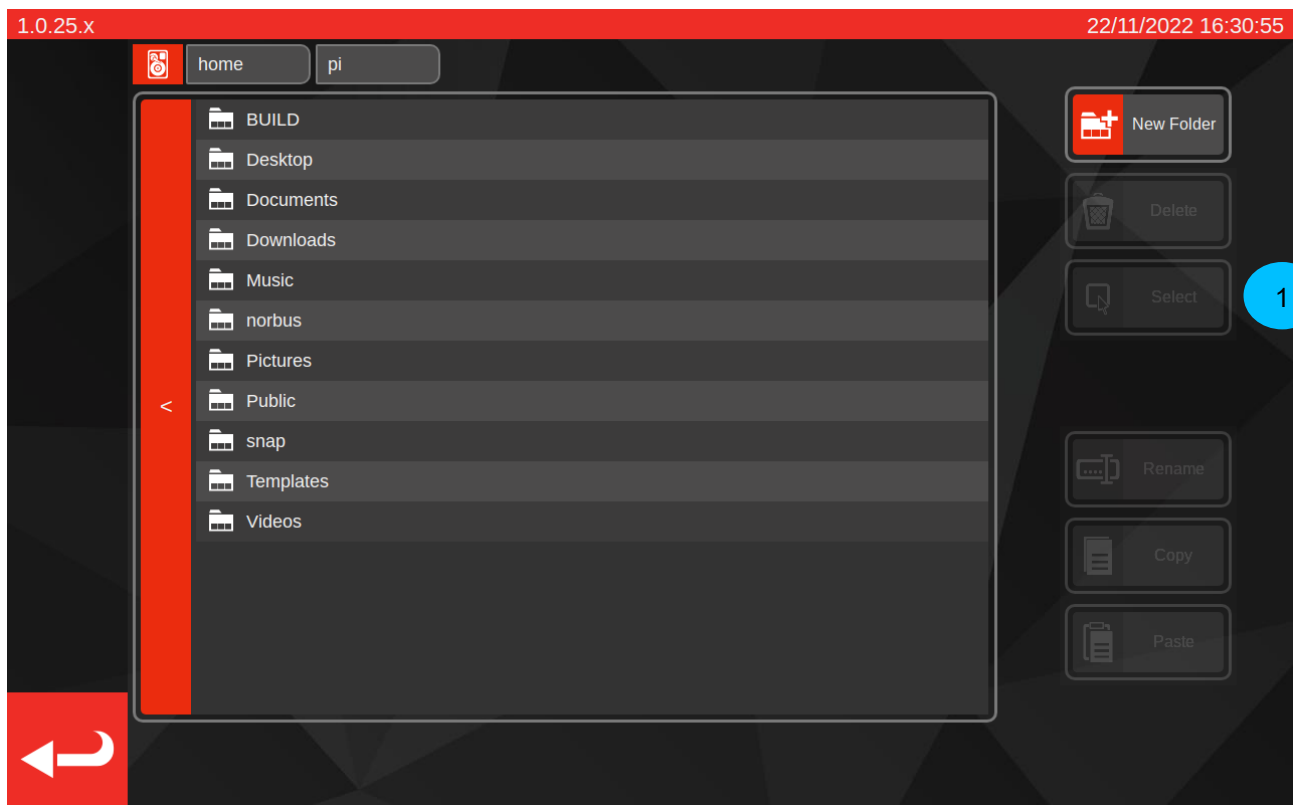 1.0.25.x
22/11/2022 16:30:55
home
pi
BUILD
New Folder
Desktop
Documents
Delete
Downloads
Music
Select
1
norbus
Pictures
Public
<
snap
Rename
Templates
Videos
Copy
Paste